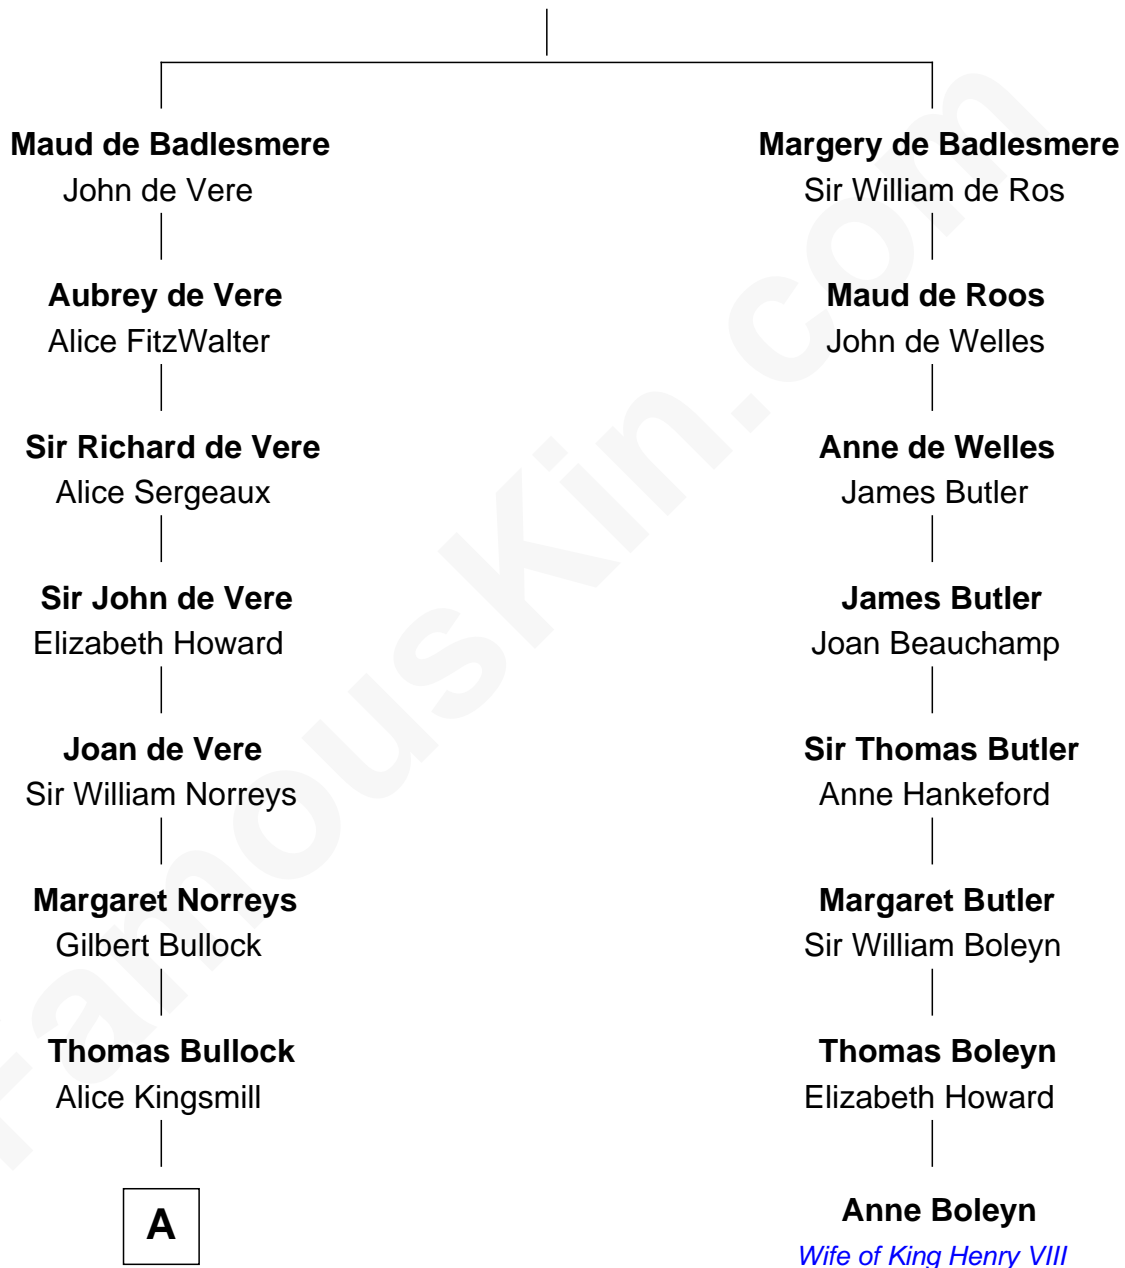 Maud de Badlesmere
John de Vere
Aubrey de Vere
Alice FitzWalter
Sir Richard de Vere
Alice Sergeaux
Sir John de Vere
Elizabeth Howard
Joan de Vere
Sir William Norreys
Margaret Norreys
Gilbert Bullock
Thomas Bullock
Alice Kingsmill
A
Margery de Badlesmere
Sir William de Ros
Maud de Roos
John de Welles
Anne de Welles
James Butler
James Butler
Joan Beauchamp
Sir Thomas Butler
Anne Hankeford
Margaret Butler
Sir William Boleyn
Thomas Boleyn
Elizabeth Howard
Anne Boleyn
Wife of King Henry VIII
FamousKin.com